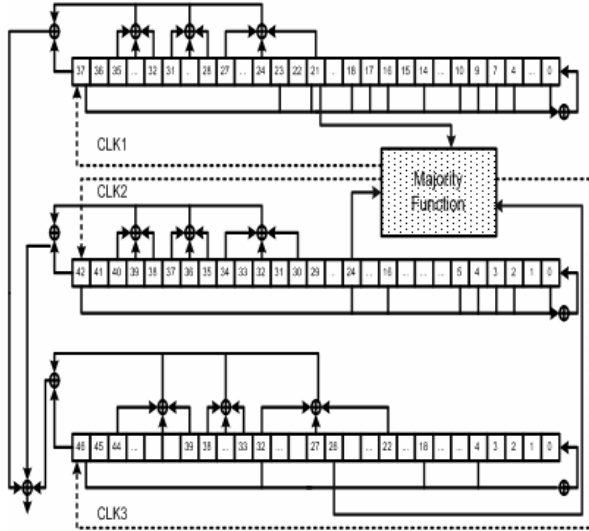 37 36 35 ... 32 31 . 28 27 .. 24 23 22 21 . 18 17 16 15 14 ... 10 9 7 4 ... 0
CLK1
Majority
Function
CLK2
42 41 40 39 38 37 36 35 34 33 32 31 30 29 . 24 .. 16 ... ... .. 5 4 3 2 1 0
46 45 44 ... 39 38 ... 33 32 ... 27 26 ... 22 ... 18 ... ... 4 3 2 1 0
CLK3